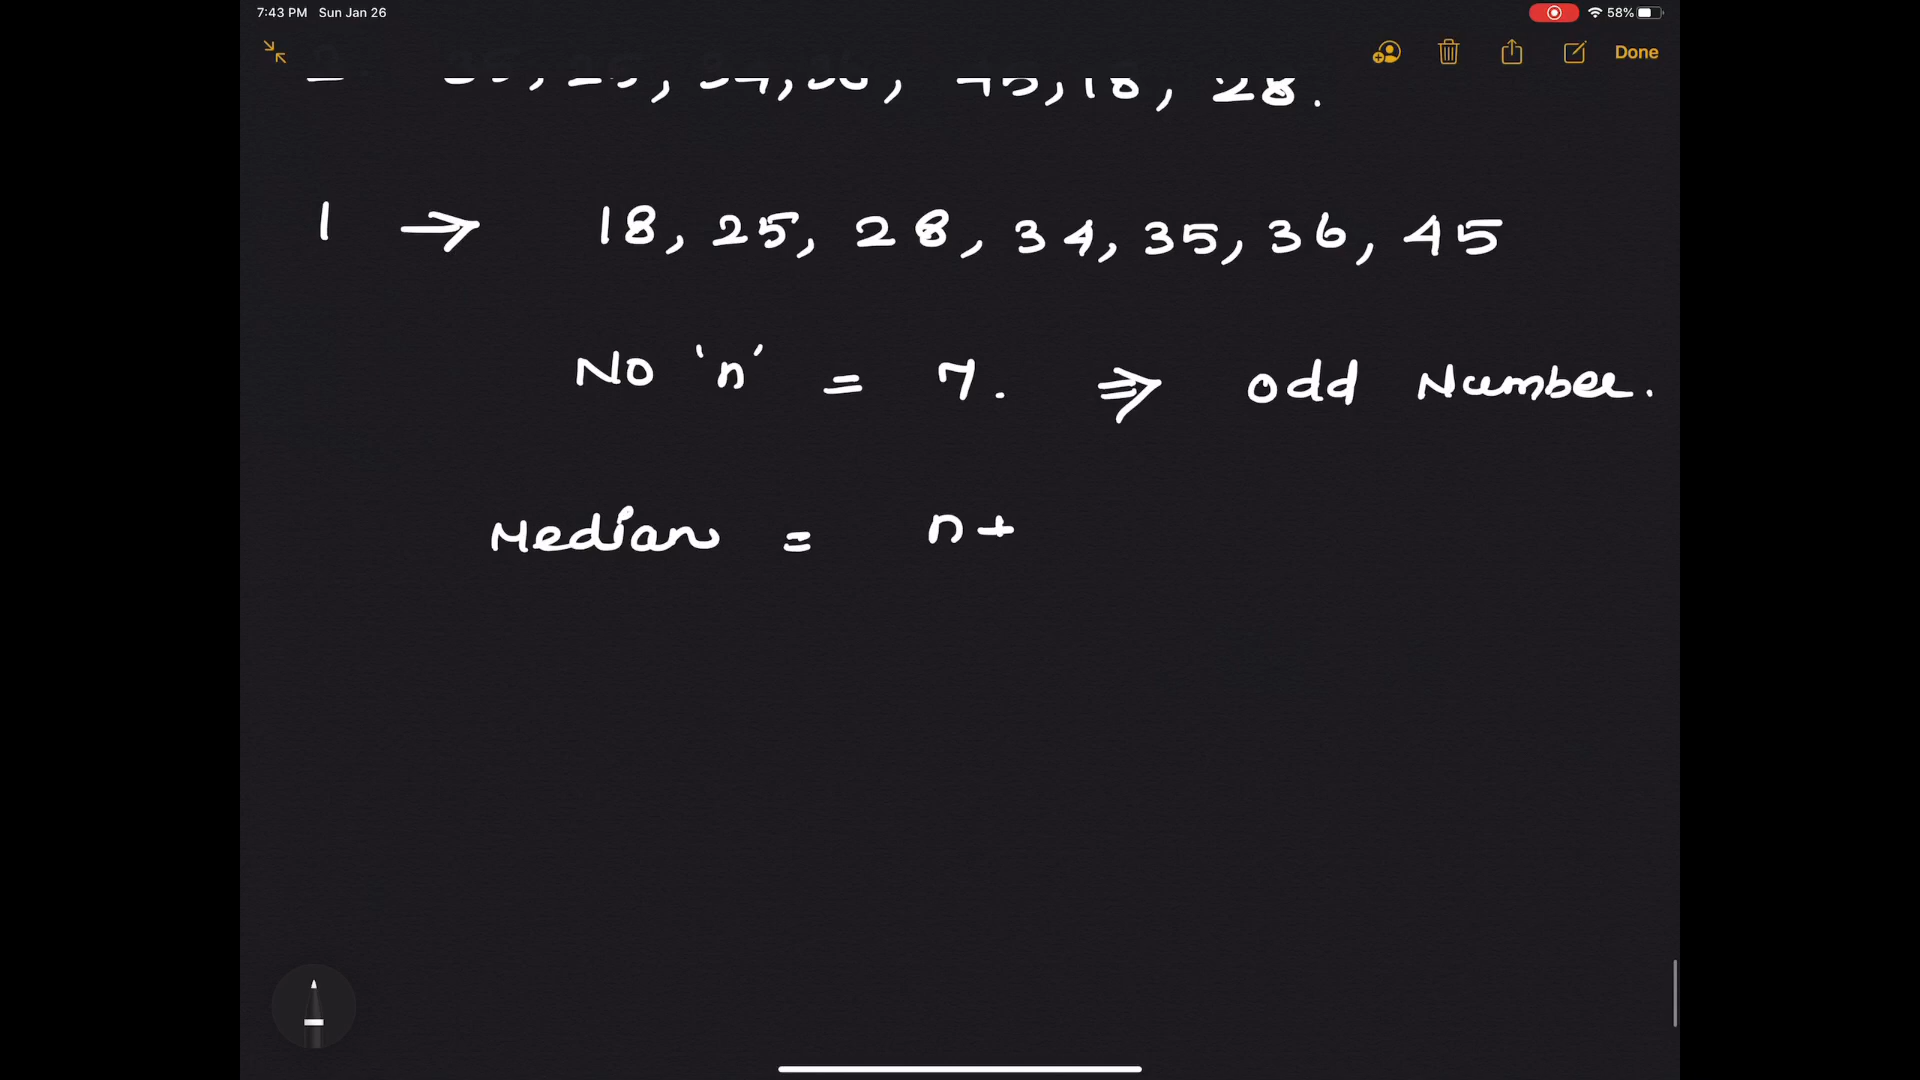 7:43 PM Sun Jan 26
58%
Done
28.
1 → 18, 25, 28, 34, 35, 36, 45
No 'n' = 7. ⇒ odd Number.
Median = n+